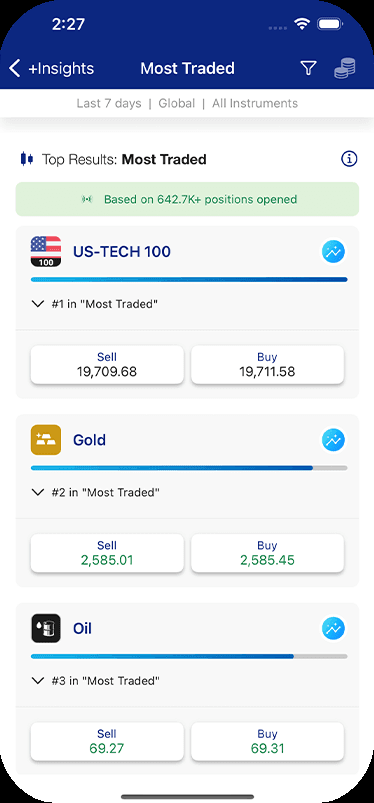 2:27
+Insights Most Traded
Last 7 days | Global | All Instruments
Top Results: Most Traded
Based on 642.7K+ positions opened
100 US-TECH 100
#1 in "Most Traded"
Sell Buy
19,709.68 19,711.58
Gold
#2 in "Most Traded"
Sell Buy
2,585.01 2,585.45
Oil
#3 in "Most Traded"
Sell Buy
69.27 69.31